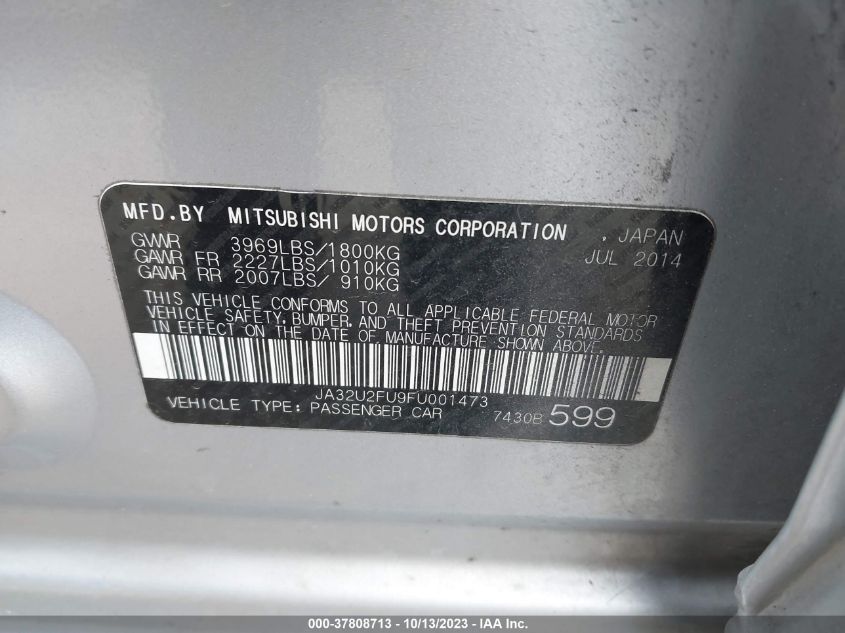 MFD.BY MITSUBISHI MOTORS CORPORATION , JAPAN
GVWR 3969LBS/1800KG JUL 2014
GAWR FR 2227LBS/1010KG
GAWR RR 2007LBS/ 910KG
THIS VEHICLE CONFORMS TO ALL APPLICABLE FEDERAL MOTOR
VEHICLE SAFETY, BUMPER, AND THEFT PREVENTION STANDARDS
IN EFFECT ON THE DATE OF MANUFACTURE SHOWN ABOVE.
JA32U2FU9FU001473
VEHICLE TYPE: PASSENGER CAR 7430B 599
000-37808713 - 10/13/2023 - IAA Inc.